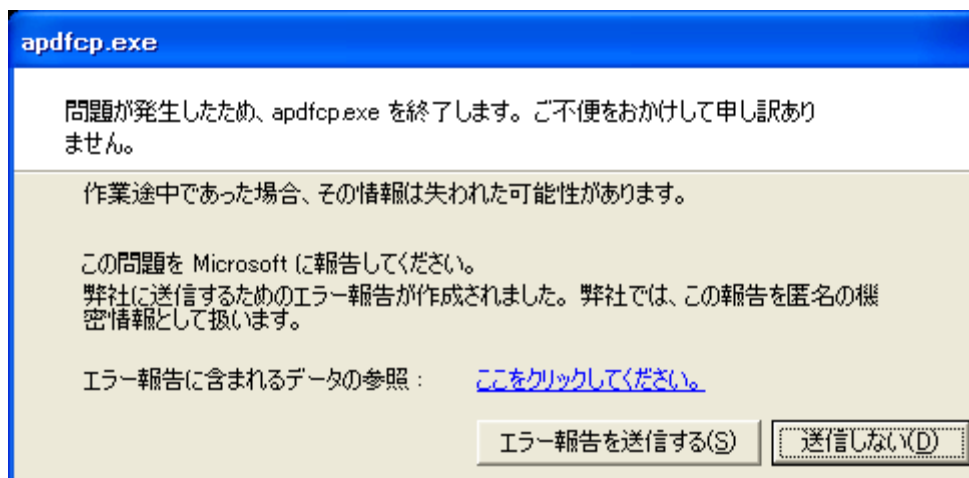 apdfcp.exe
問題が発生したため、apdfcp.exe を終了します。ご不便をおかけして申し訳あり
ません。
作業途中であった場合、その情報は失われた可能性があります。
この問題を Microsoft に報告してください。
弊社に送信するためのエラー報告が作成されました。弊社では、この報告を匿名の機
密情報として扱います。
エラー報告に含まれるデータの参照：　ここをクリックしてください。
エラー報告を送信する(S)　送信しない(D)